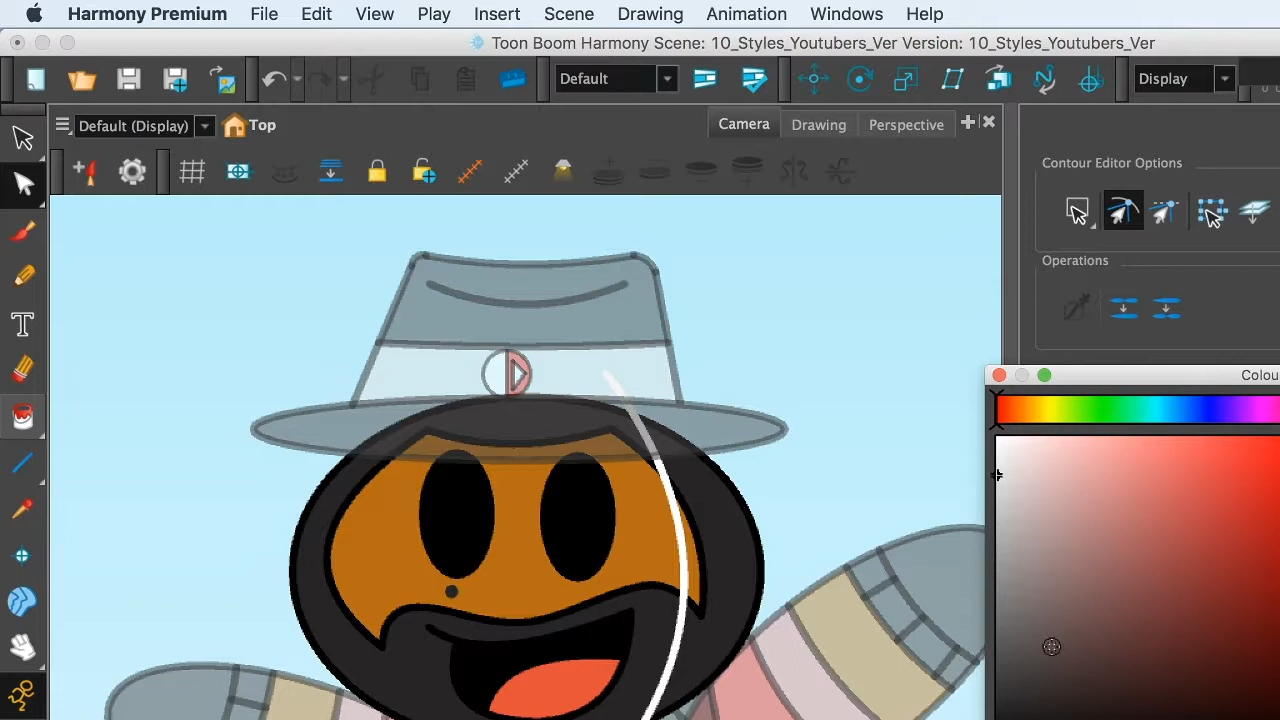 Harmony Premium File Edit View Play Insert Scene Drawing Animation Windows Help
Toon Boom Harmony Scene: 10_Styles_Youtubers_Ver Version: 10_Styles_Youtubers_Ver
Default Display
Default (Display) Top Camera Drawing Perspective
Contour Editor Options
Operations
Colou